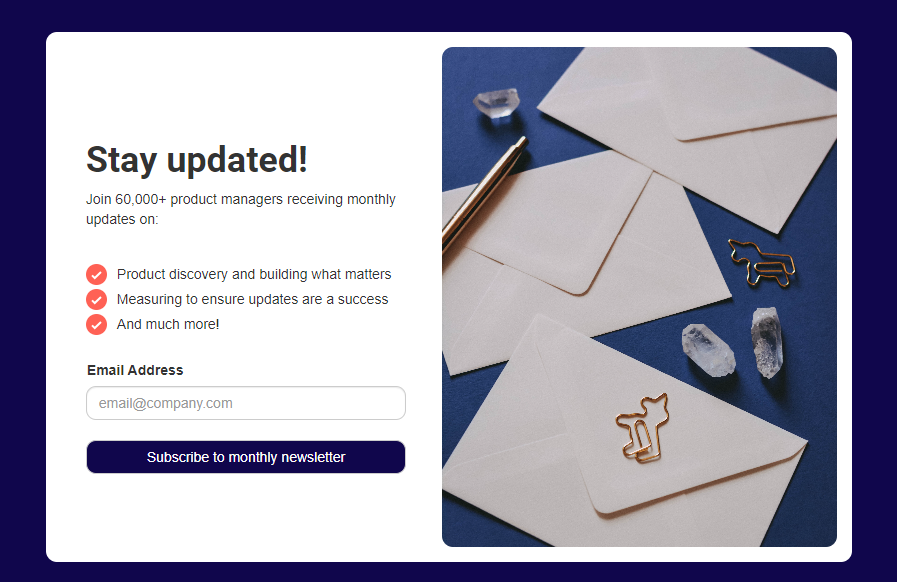 Stay updated!
Join 60,000+ product managers receiving monthly
updates on:
Product discovery and building what matters
Measuring to ensure updates are a success
And much more!
Email Address
email@company.com
Subscribe to monthly newsletter